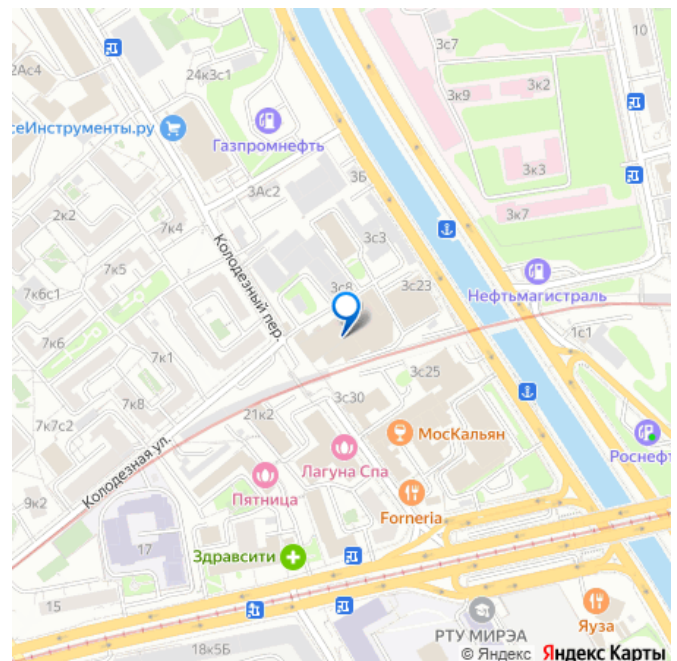 3с7
10
2Ас4
24к3с1
3к9
3к2
сеИнструменты.ру
Газпромнефть
3к3
3Б
3Ас2
2к2
3к7
7к4
Колодезный пер.
3с3
7к5
3с8
3с23
Нефтьмагистраль
7к6с1
1с1
7к6
7к1
3с25
7к8
3с30
21к2
7к7с2
МосКальян
Роснефт
Колодезная ул.
Лагуна Спа
Пятница
9к2
Forneria
17
Здравсити
15
РТУ МИРЭА
Яуза
18к5Б
© Яндекс Яндекс Карты